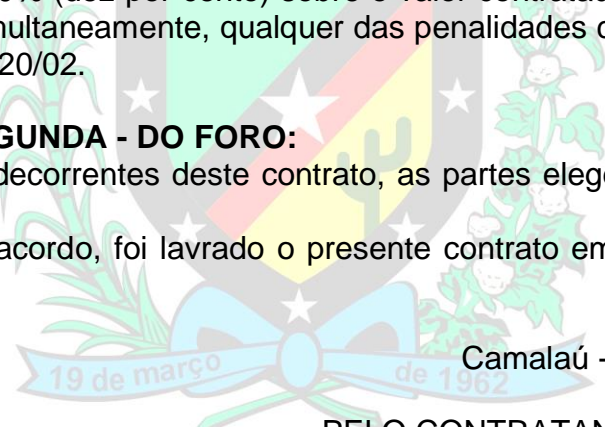 0% (dez por cento) sobre o valor contratad
multaneamente, qualquer das penalidades
20/02.
GUNDA - DO FORO:
decorrentes deste contrato, as partes eleg
acordo, foi lavrado o presente contrato em
Camalaú -
19 de março de 1962
PELO CONTRATAN